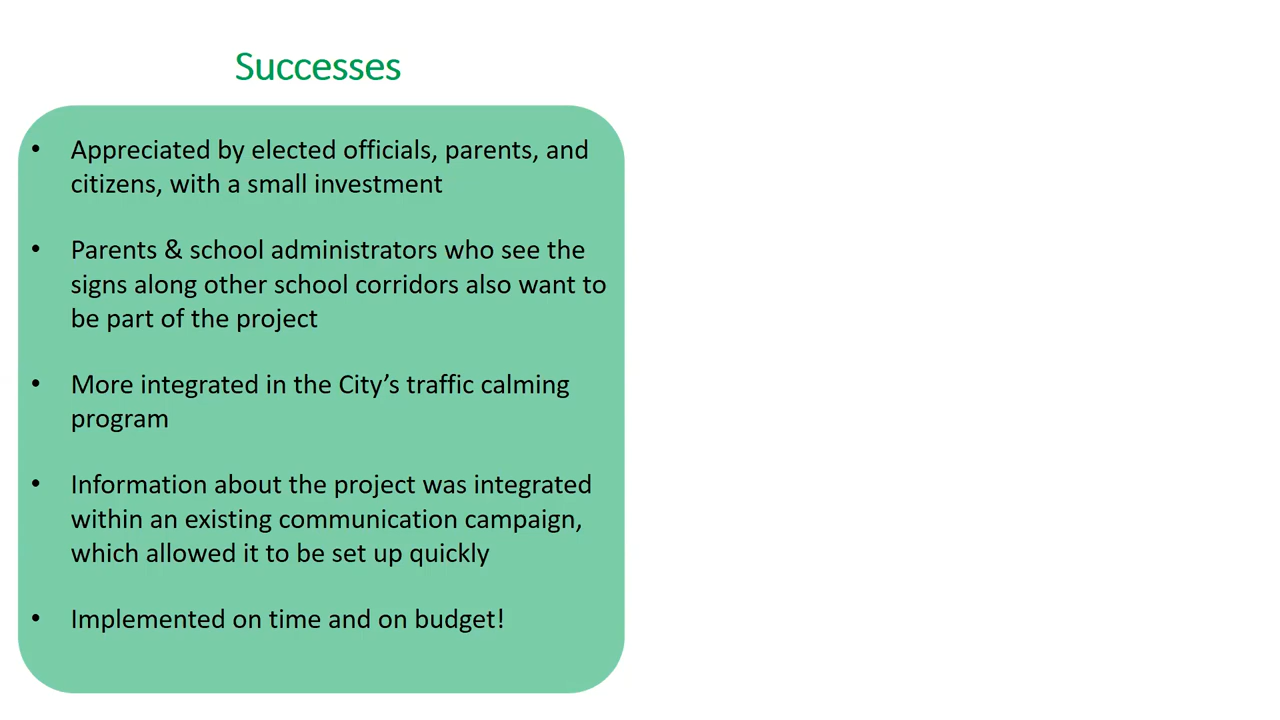 Successes
• Appreciated by elected officials, parents, and
citizens, with a small investment
• Parents & school administrators who see the
signs along other school corridors also want to
be part of the project
• More integrated in the City’s traffic calming
program
• Information about the project was integrated
within an existing communication campaign,
which allowed it to be set up quickly
• Implemented on time and on budget!